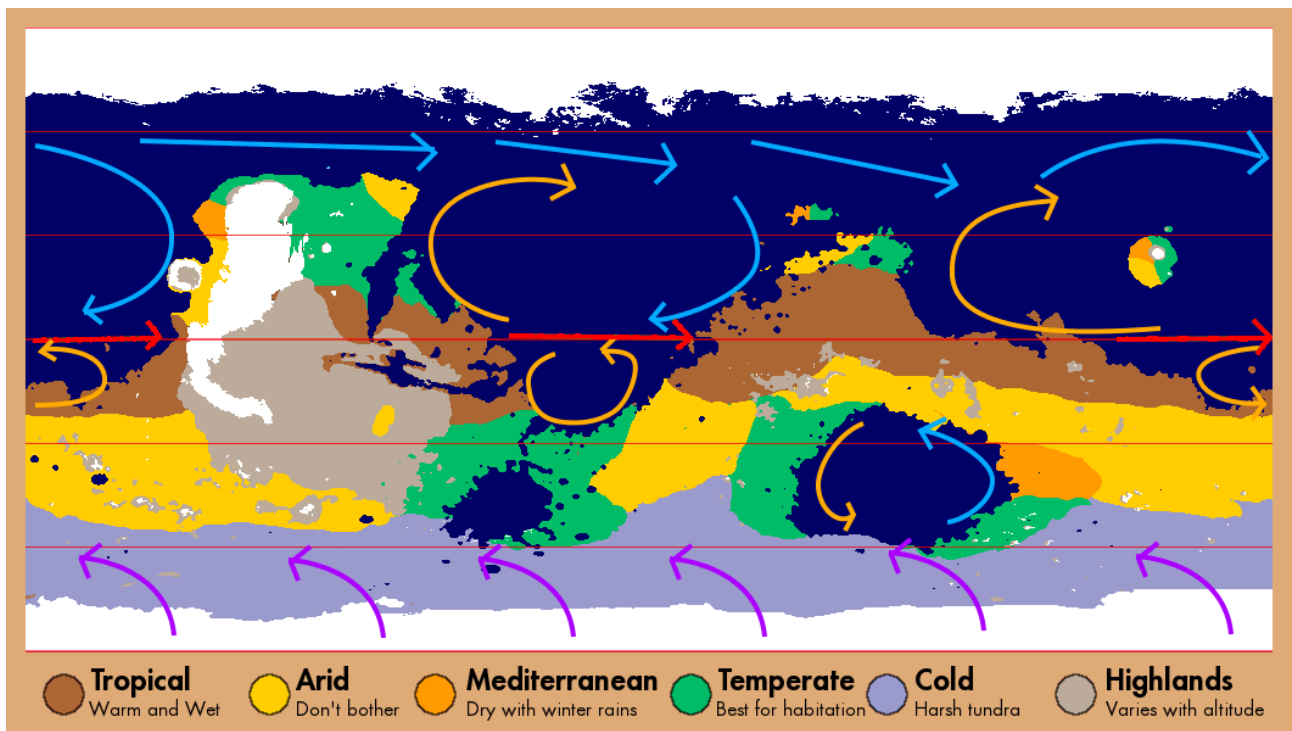 Tropical
Warm and Wet
Arid
Don't bother
Mediterranean
Dry with winter rains
Temperate
Best for habitation
Cold
Harsh tundra
Highlands
Varies with altitude